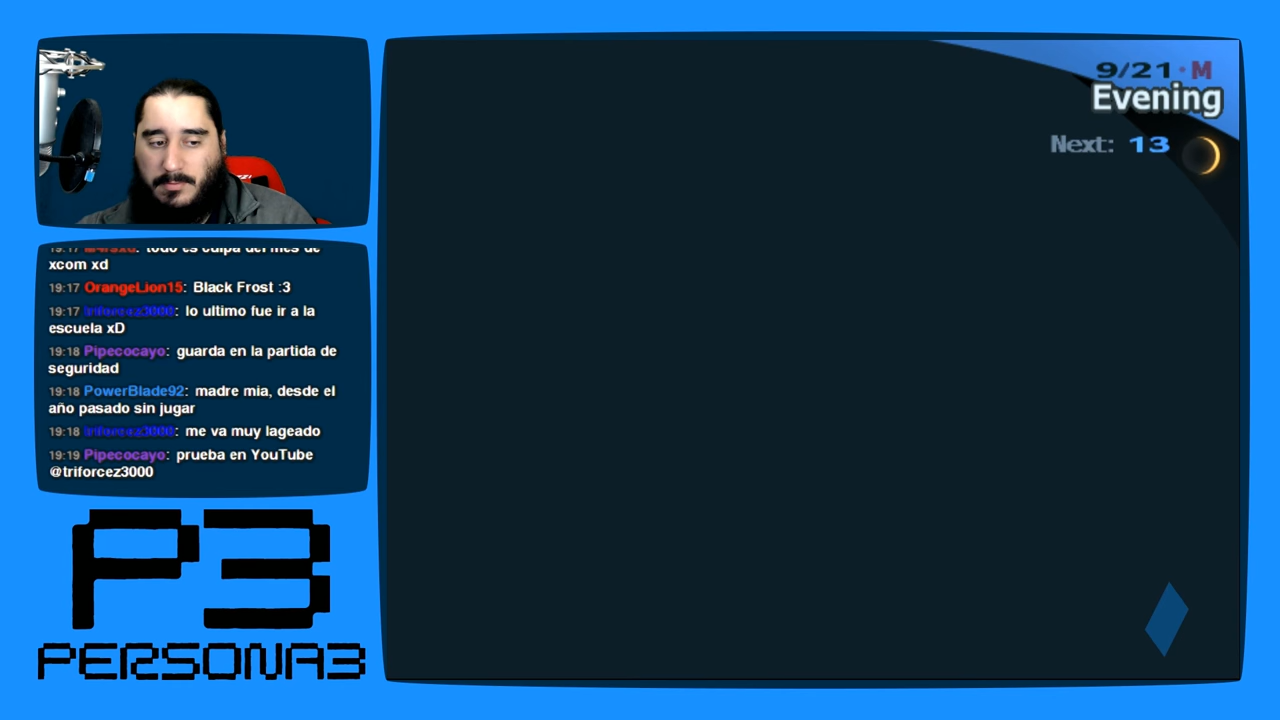 9/21 · M
Evening
Next: 13
xcom xd
19:17 OrangeLion15: Black Frost :3
19:17 triforcez3000: lo ultimo fue ir a la
escuela xD
19:18 Pipecocayo: guarda en la partida de
seguridad
19:18 PowerBlade92: madre mia, desde el
año pasado sin jugar
19:18 triforcez3000: me va muy lageado
19:19 Pipecocayo: prueba en YouTube
@triforcez3000
P3
PERSONA3